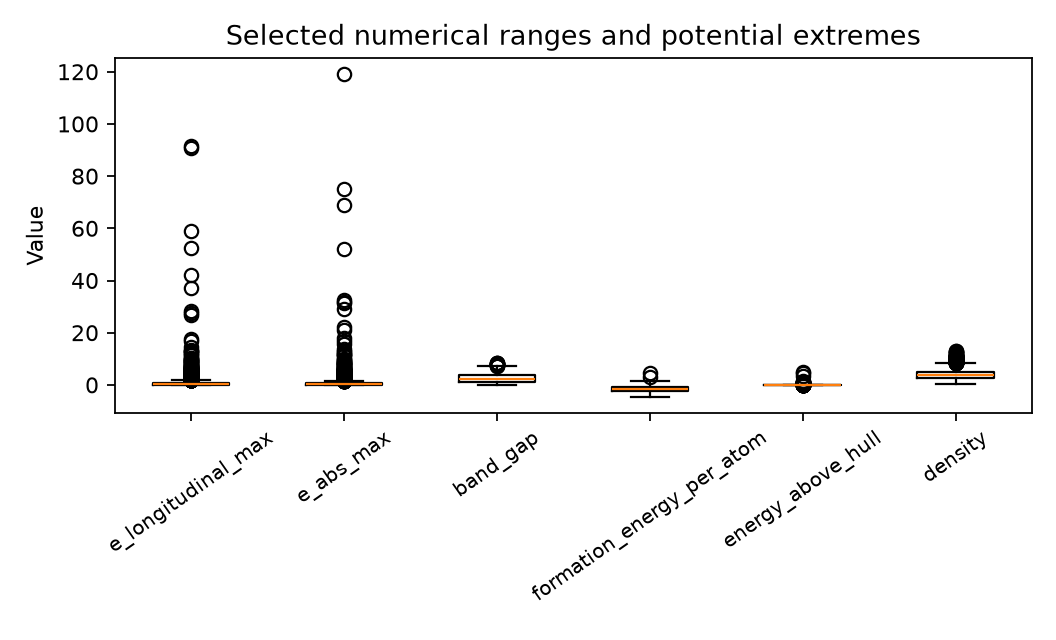 Selected numerical ranges and potential extremes
Value
120
100
80
60
40
20
0
e_longitudinal_max
e_abs_max
band_gap
formation_energy_per_atom
energy_above_hull
density